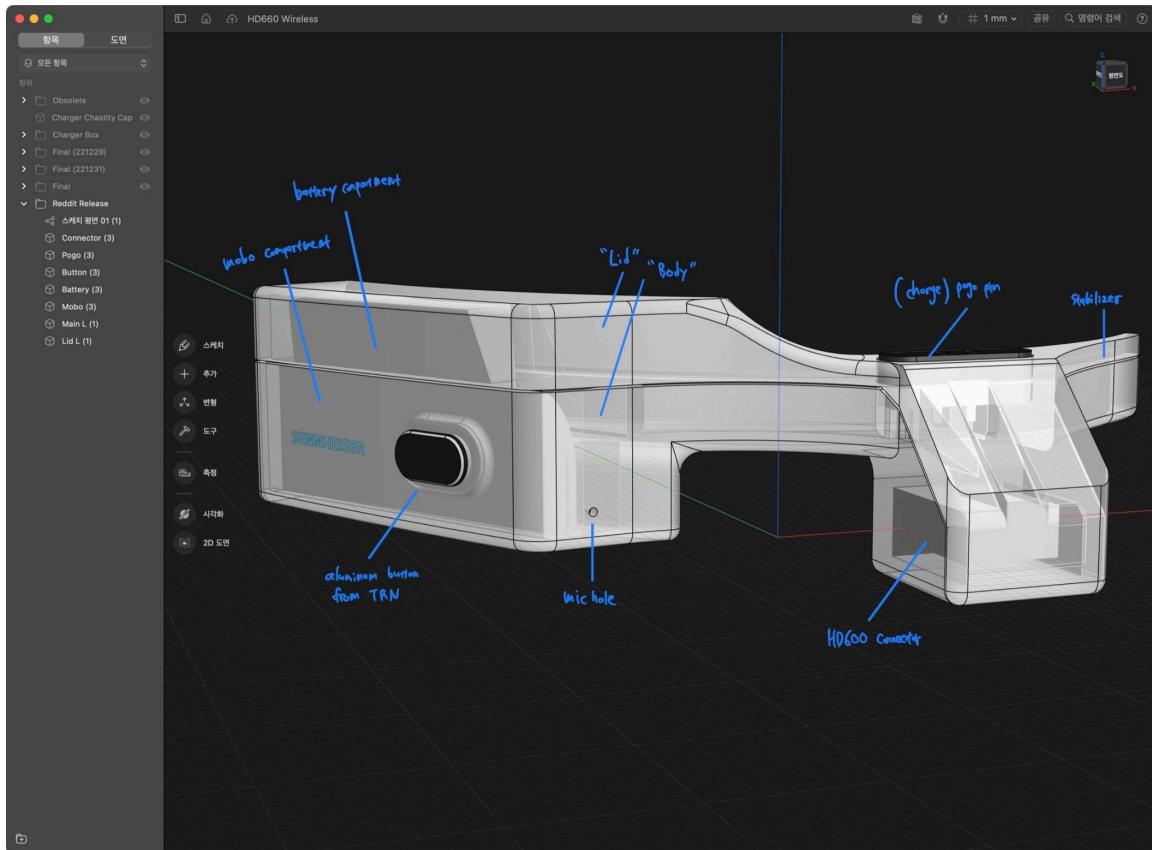 HD660 Wireless
1 mm
공유
명령어 검색
항목
도면
모든 항목
항목
Obsolete
Charger Chastity Cap
Charger Box
Final (221229)
Final (221231)
Final
Reddit Release
스케치 평면 01 (1)
Connector (3)
Pogo (3)
Button (3)
Battery (3)
Mobo (3)
Main L (1)
Lid L (1)
스케치
추가
변형
도구
측정
시각화
2D 도면
Z
정면도
X
Y
battery compartment
mobo compartment
"Lid"
"Body"
(charge) pogo pin
Stabilizer
SENNHEISER
aluminum button
from TRN
mic hole
HD600 connector